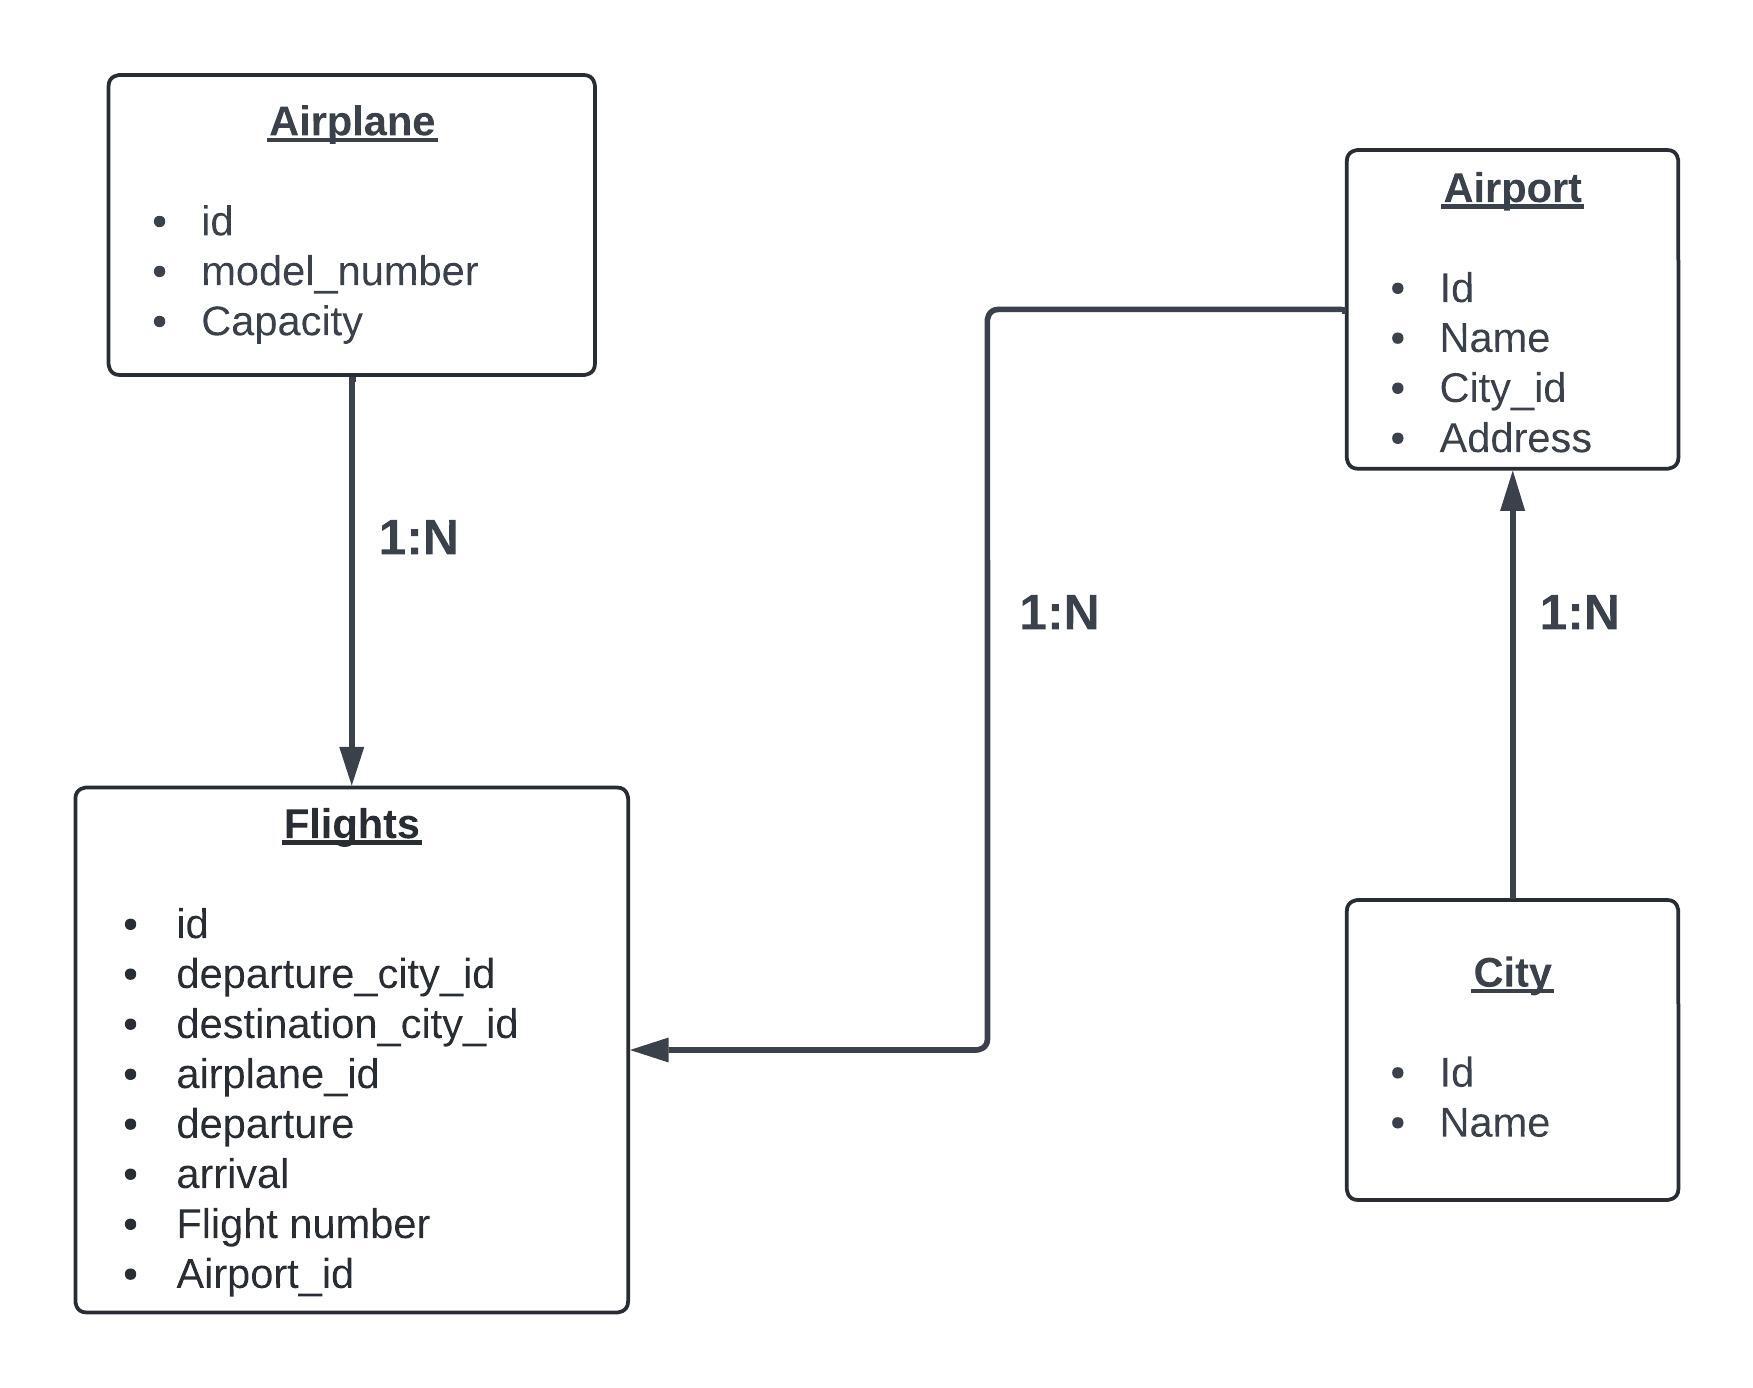 Airplane
• id
• model_number
• Capacity
1:N
Flights
• id
• departure_city_id
• destination_city_id
• airplane_id
• departure
• arrival
• Flight number
• Airport_id
1:N
Airport
• Id
• Name
• City_id
• Address
1:N
City
• Id
• Name